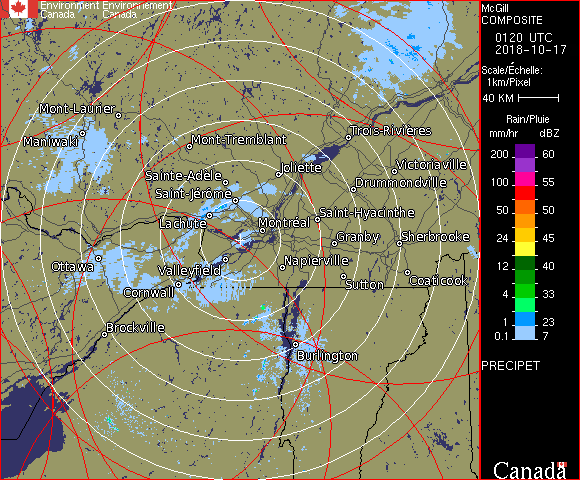 Environment Environnement
Canada Canada
McGill
COMPOSITE
0120 UTC
2018-10-17
Scale/Échelle:
1km/Pixel
40 KM
Rain/Pluie
mm/hr dBZ
200 60
100 55
50 50
24 45
12 40
4 33
1 23
0.1 7
PRECIPET
Canada
Mont-Laurier
Maniwaki
Mont-Tremblant
Trois-Rivières
Joliette
Victoriaville
Sainte-Adèle
Drummondville
Saint-Jérôme
Saint-Hyacinthe
Lachute
Montréal
Granby
Sherbrooke
Ottawa
Valleyfield
Napierville
Cornwall
Sutton
Coaticook
Brockville
Burlington